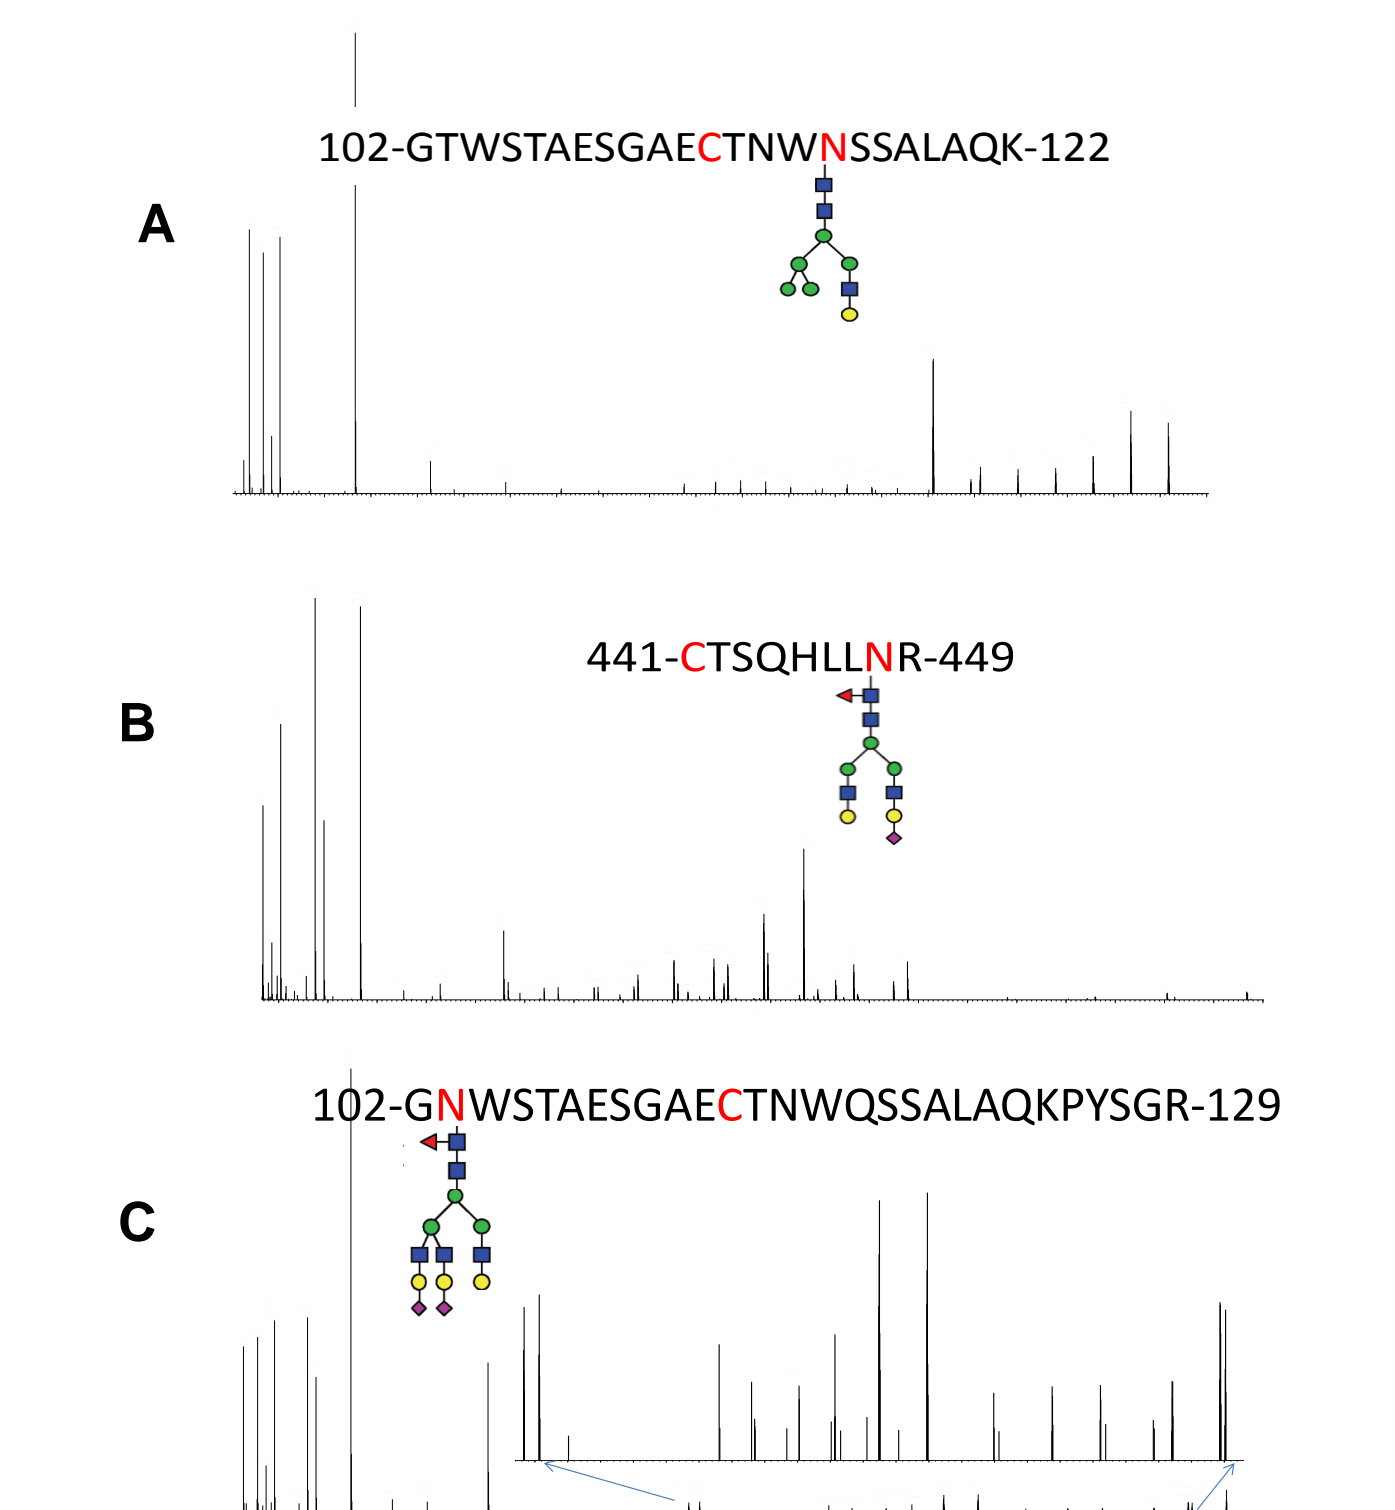 102-GTWSTAESGAECTNWNSSALAQK-122
A
441-CTSQHLLNR-449
B
102-GNWSTAESGAECTNWQSSALAQKPYSGR-129
C